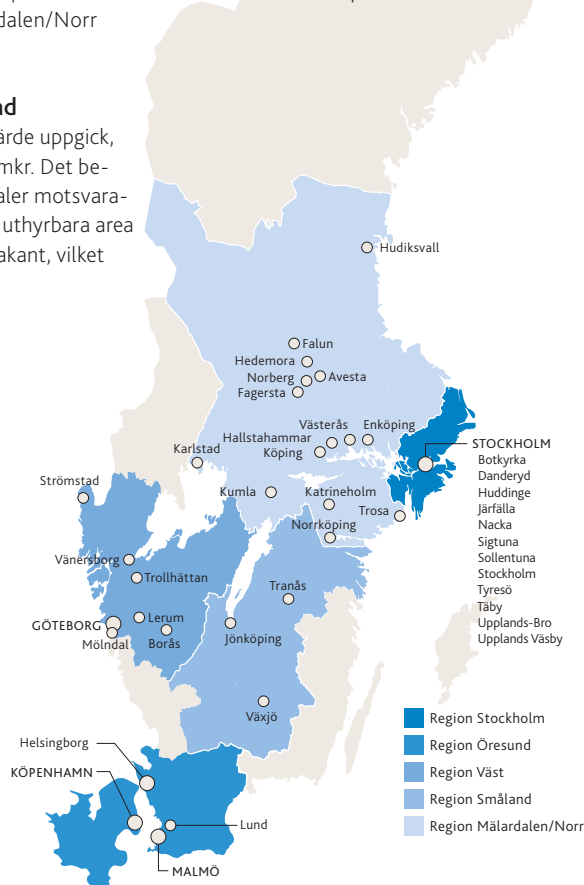 dalen/Norr
ad
ärde uppgick,
mkr. Det be-
aler motsvara-
uthyrbara area
akant, vilket
Hudiksvall
Falun
Hedemora
Norberg
Avesta
Fagersta
Västerås
Enköping
Hallstahammar
Köping
Karlstad
Strömstad
Kumla
Katrineholm
Trosa
Norrköping
STOCKHOLM
Botkyrka
Danderyd
Huddinge
Järfälla
Nacka
Sigtuna
Sollentuna
Stockholm
Tyresö
Täby
Upplands-Bro
Upplands Väsby
Vänersborg
Trollhättan
Tranås
GÖTEBORG
Lerum
Mölndal
Borås
Jönköping
Växjö
Helsingborg
KÖPENHAMN
Lund
MALMÖ
Region Stockholm
Region Öresund
Region Väst
Region Småland
Region Mälardalen/Norr